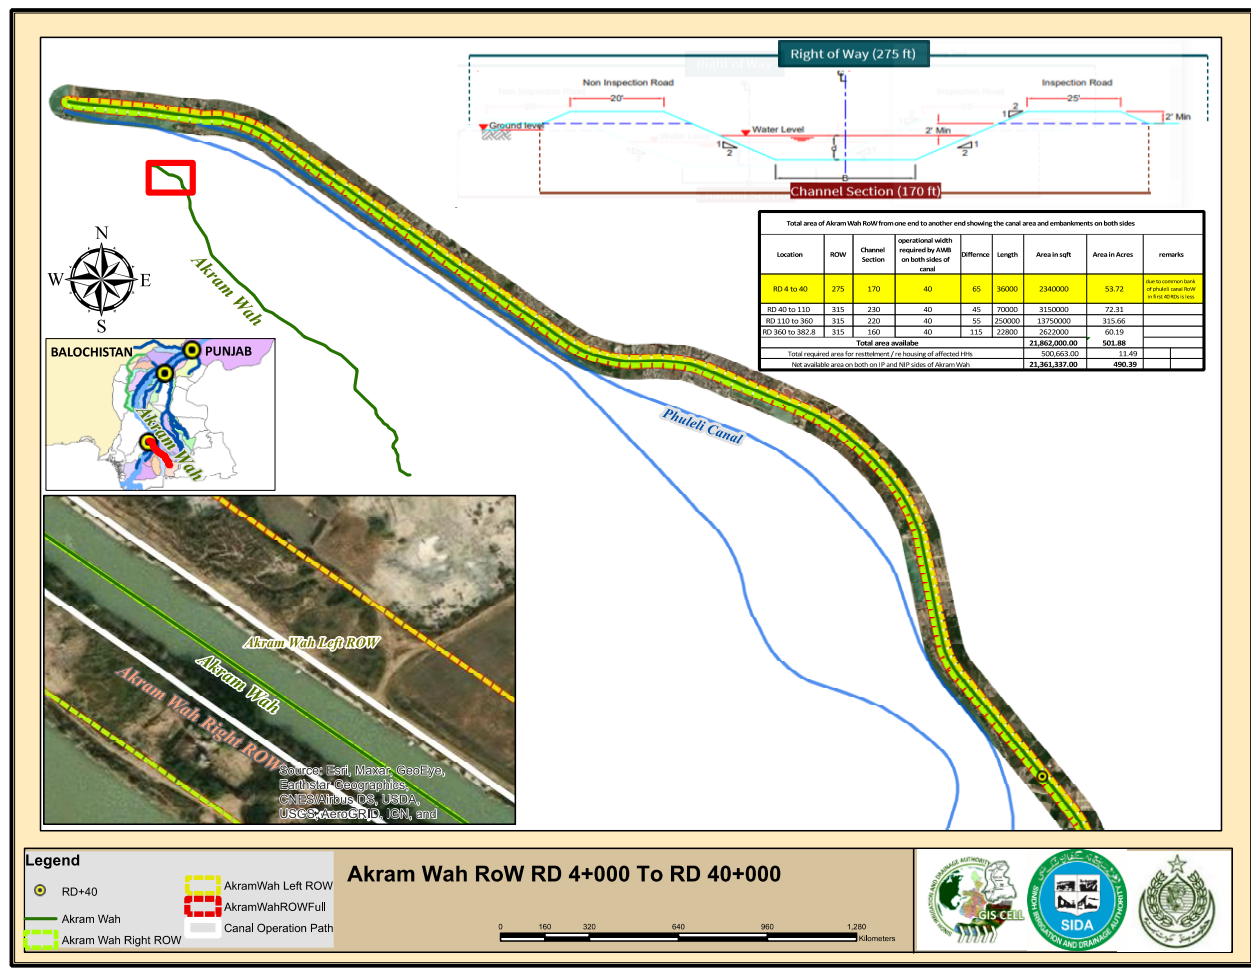 Right of Way (275 ft)
Non Inspection Road
Inspection Road
20'
25'
2
1
2' Min
Ground level
Water Level
2' Min
1
2
d
1
2
B
Channel Section (170 ft)
Total area of Akram Wah RoW from one end to another end showing the canal area and embankments on both sides
Location ROW Channel Section operational width required by AWB on both sides of canal Differnce Length Area in sqft Area in Acres remarks
RD 4 to 40 275 170 40 65 36000 2340000 53.72 due to common bank of phuleli canal RoW in first 40 RDs is less
RD 40 to 110 315 230 40 45 70000 3150000 72.31
RD 110 to 360 315 220 40 55 250000 13750000 315.66
RD 360 to 382.8 315 160 40 115 22800 2622000 60.19
Total area availabe 21,862,000.00 501.88
Total required area for resttelment / re housing of affected HHs 500,663.00 11.49
Net available area on both on IP and NIP sides of Akram Wah 21,361,337.00 490.39
N
W E
S
Akram Wah
BALOCHISTAN PUNJAB
Akram Wah
Phuleli Canal
Akram Wah Left ROW
Akram Wah
Akram Wah Right ROW
Source: Esri, Maxar, GeoEye,
Earthstar Geographics,
CNES/Airbus DS, USDA,
USGS, AeroGRID, IGN, and
Legend
RD+40
Akram Wah
Akram Wah Right ROW
AkramWah Left ROW
AkramWahROWFull
Canal Operation Path
Akram Wah RoW RD 4+000 To RD 40+000
0 160 320 640 960 1,280
Kilometers
GIS CELL
SIDA
SINDH IRRIGATION AND DRAINAGE AUTHORITY